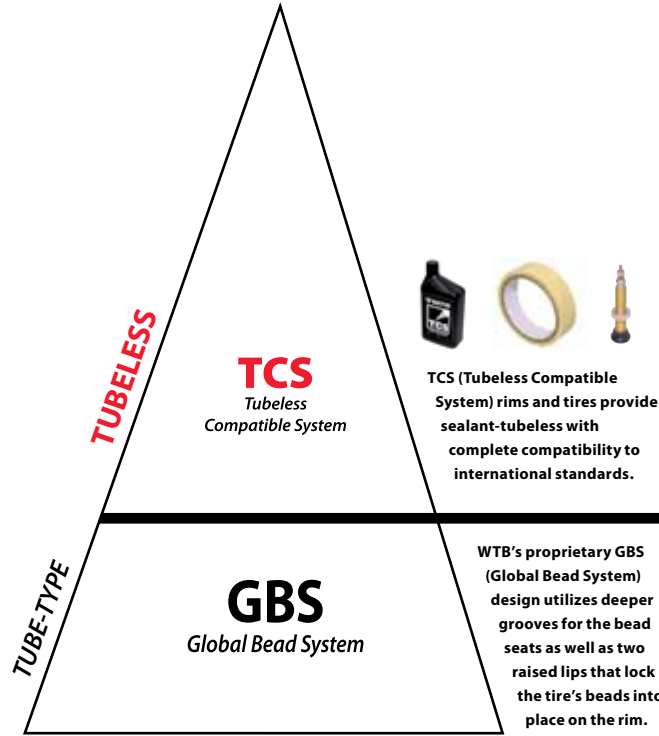 TUBELESS
TCS
Tubeless
Compatible System
TCS
TCS (Tubeless Compatible
System) rims and tires provide
sealant-tubeless with
complete compatibility to
international standards.
TUBE-TYPE
GBS
Global Bead System
WTB's proprietary GBS
(Global Bead System)
design utilizes deeper
grooves for the bead
seats as well as two
raised lips that lock
the tire's beads into
place on the rim.